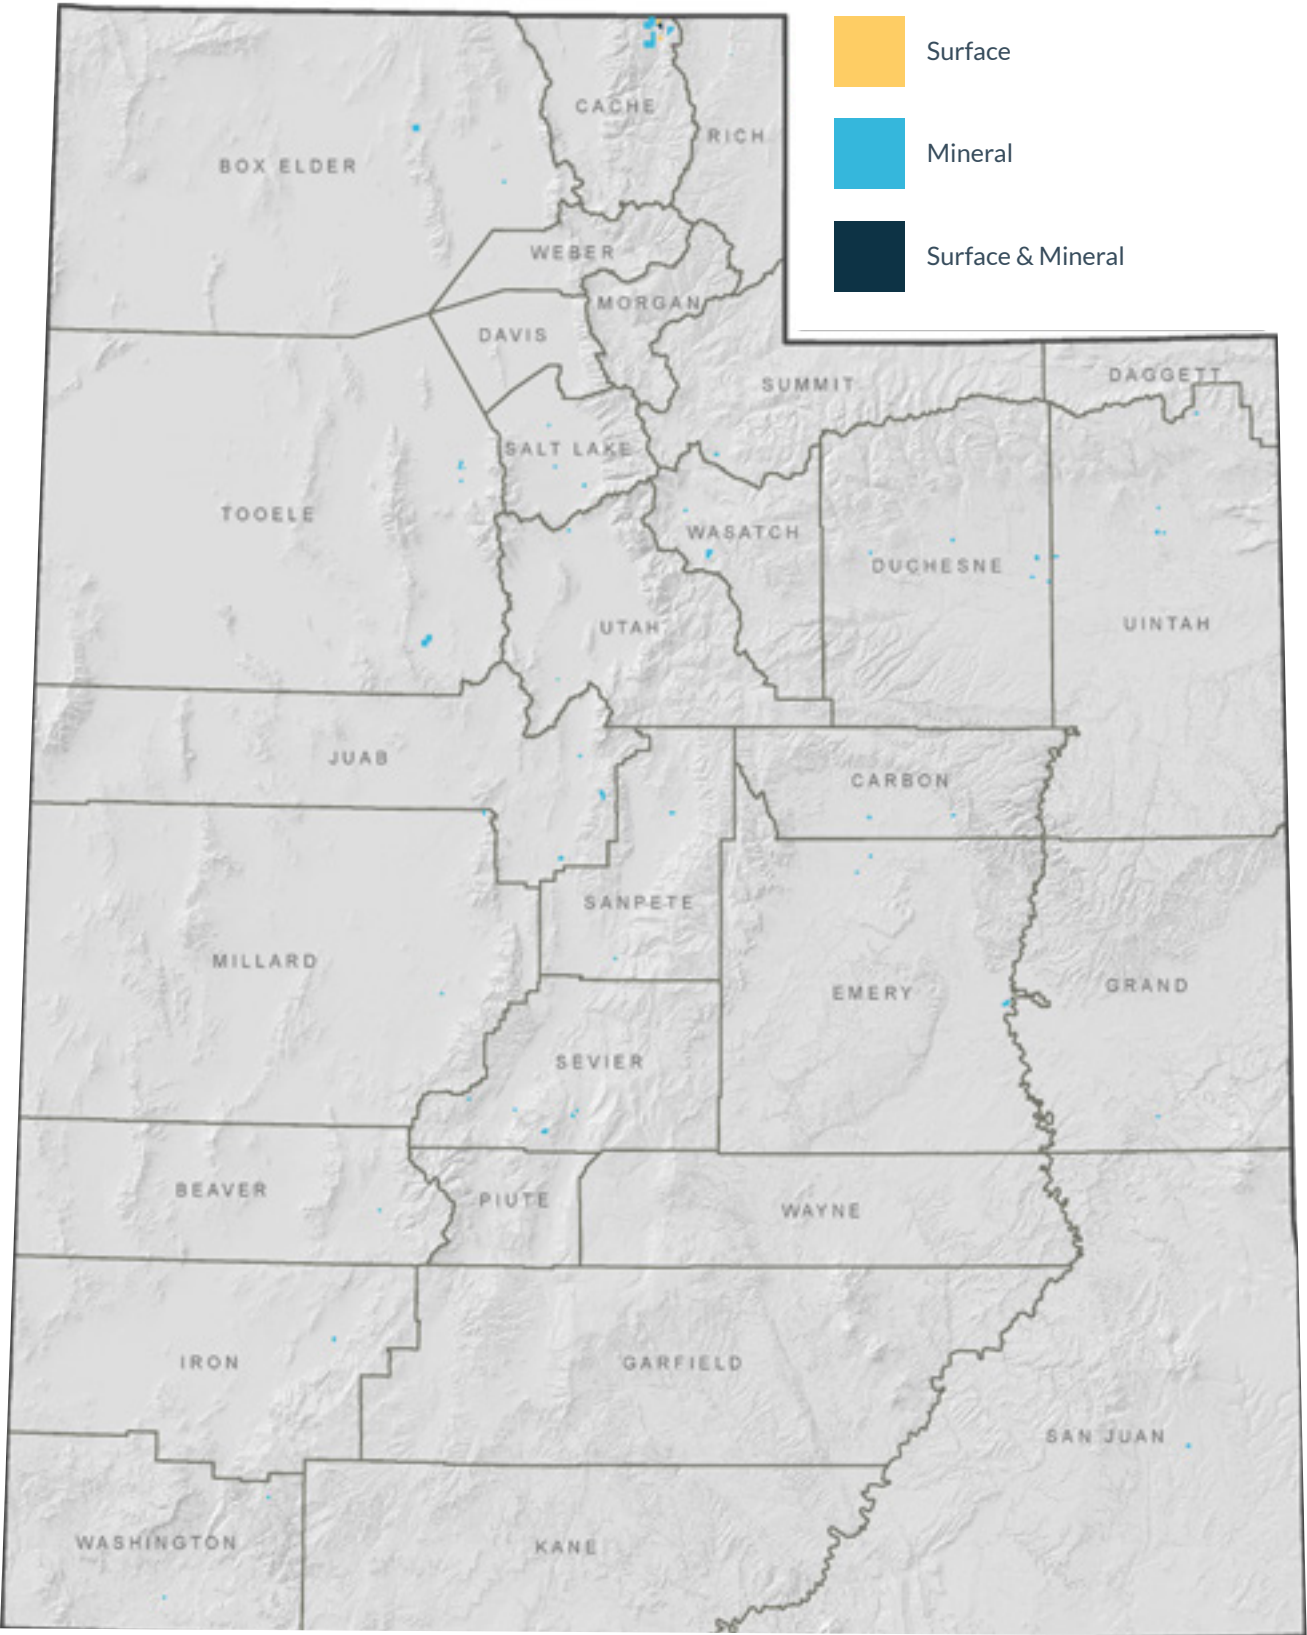 Surface
Mineral
Surface & Mineral
CACHE
RICH
BOX ELDER
WEBER
MORGAN
DAVIS
DAGGETT
SUMMIT
SALT LAKE
TOOELE
WASATCH
DUCHESNE
UINTAH
UTAH
JUAB
CARBON
SANPETE
MILLARD
EMERY
GRAND
SEVIER
BEAVER
PIUTE
WAYNE
IRON
GARFIELD
SAN JUAN
WASHINGTON
KANE